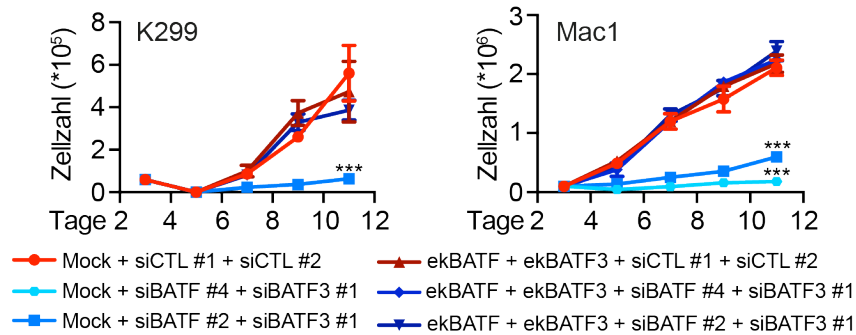 K299
Mac1
Zellzahl (*10⁵)
8
6
4
2
0
***
Tage 2 4 6 8 10 12
Zellzahl (*10⁶)
3
2
1
0
***
***
Tage 2 4 6 8 10 12
Mock + siCTL #1 + siCTL #2
Mock + siBATF #4 + siBATF3 #1
Mock + siBATF #2 + siBATF3 #1
ekBATF + ekBATF3 + siCTL #1 + siCTL #2
ekBATF + ekBATF3 + siBATF #4 + siBATF3 #1
ekBATF + ekBATF3 + siBATF #2 + siBATF3 #1